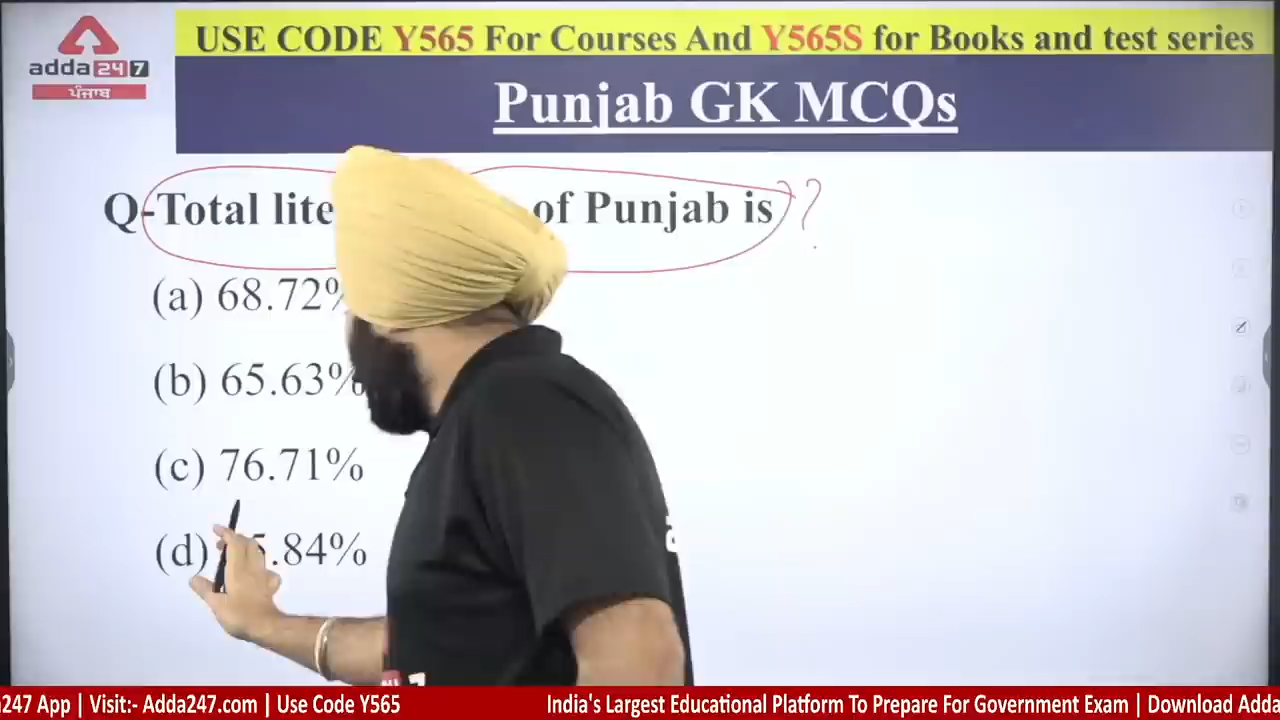 USE CODE Y565 For Courses And Y565S for Books and test series
adda247
ਪੰਜਾਬ
Punjab GK MCQs
Q-Total of Punjab is ??
(a) 68.72%
(b) 65.63%
(c) 76.71%
(d) .84%
247 App | Visit:- Adda247.com | Use Code Y565
India's Largest Educational Platform To Prepare For Government Exam | Download Adda